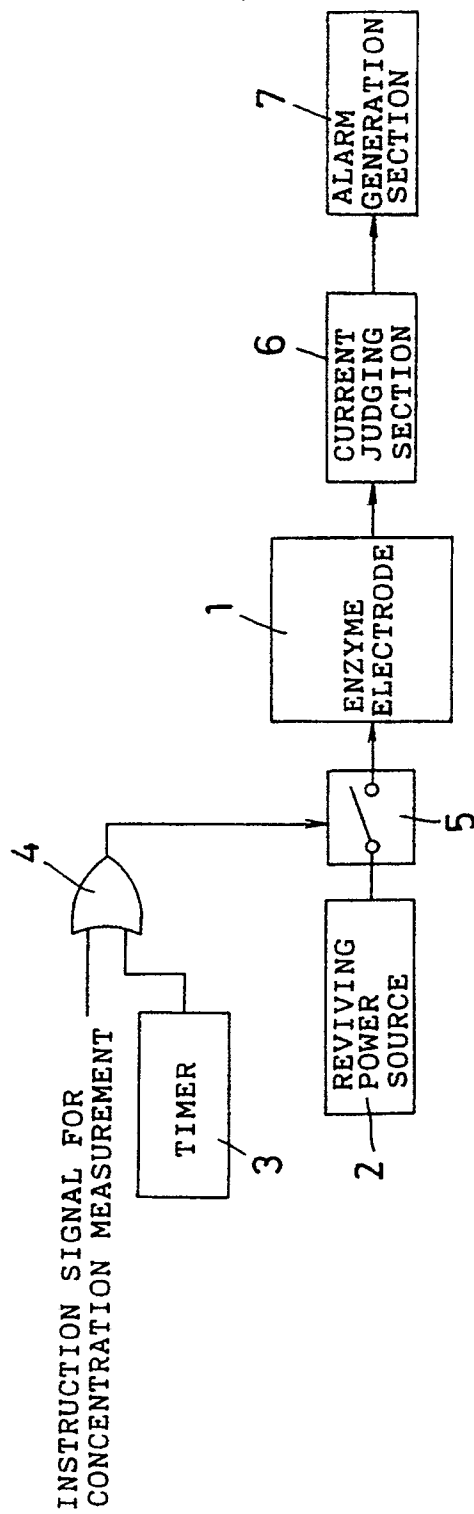 INSTRUCTION SIGNAL FOR
CONCENTRATION MEASUREMENT
4
TIMER
3
REVIVING
POWER
SOURCE
2
5
1
ENZYME
ELECTRODE
6
CURRENT
JUDGING
SECTION
7
ALARM
GENERATION
SECTION